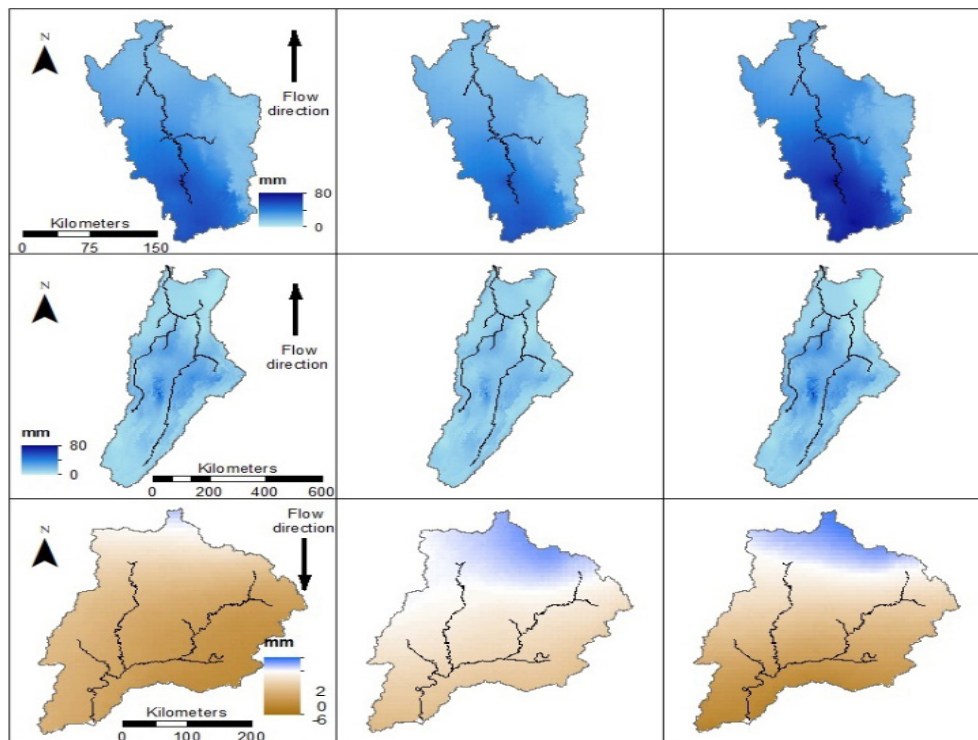 N
Flow
direction
mm
80
0
Kilometers
0 75 150
N
Flow
direction
mm
80
0
Kilometers
0 200 400 600
N
Flow
direction
mm
2
0
-6
Kilometers
0 100 200